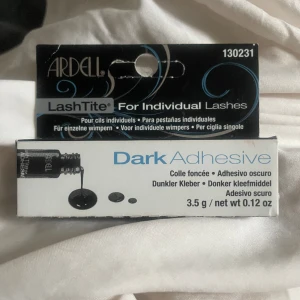 130231
ARDELL
LashTite® For Individual Lashes
Pour cils individuels • Para pestañas individuales
Für einzelne wimpern • Voor individuele wimpers • Per ciglia singole
Dark Adhesive
Colle foncée • Adhesivo oscuro
Dunkler Kleber • Donker kleefmiddel
Adesivo scuro
3.5 g / net wt 0.12 oz